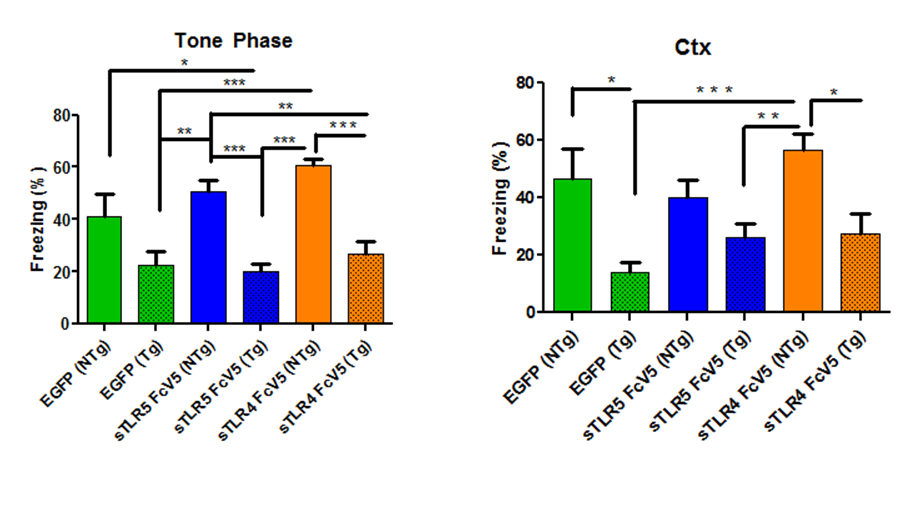 Tone Phase
*
***
**
**
***
***
***
80
60
40
20
0
Freezing (%)
EGFP (NTg)
EGFP (Tg)
sTLR5 FcV5 (NTg)
sTLR5 FcV5 (Tg)
sTLR4 FcV5 (NTg)
sTLR4 FcV5 (Tg)
Ctx
*
* * *
*
* *
80
60
40
20
0
Freezing (%)
EGFP (NTg)
EGFP (Tg)
sTLR5 FcV5 (NTg)
sTLR5 FcV5 (Tg)
sTLR4 FcV5 (NTg)
sTLR4 FcV5 (Tg)